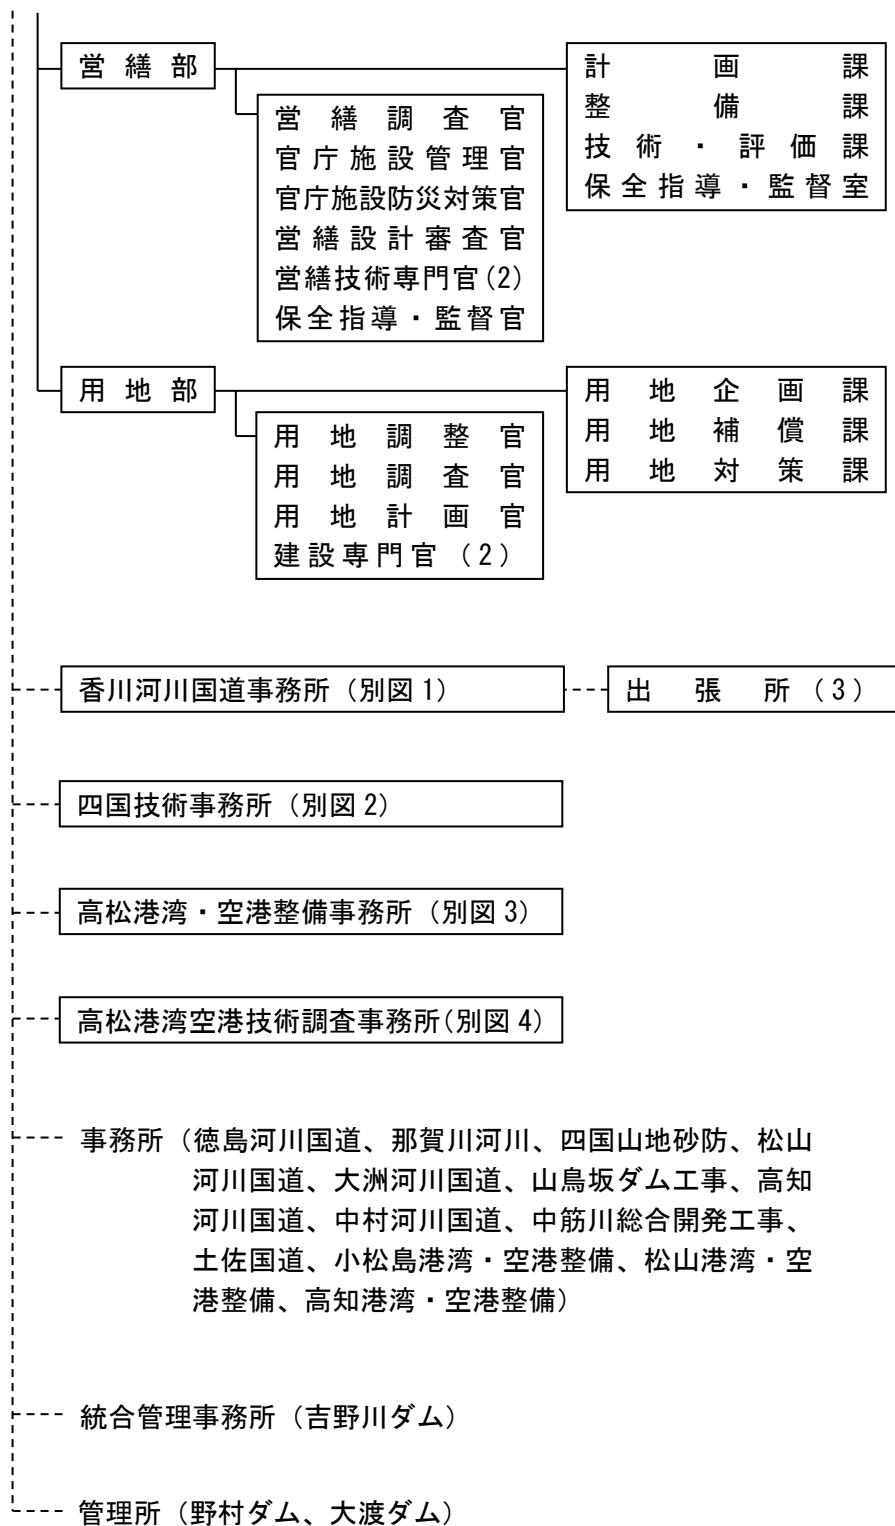 営繕部
計画課
整備課
技術・評価課
保全指導・監督室
営繕調査官
官庁施設管理官
官庁施設防災対策官
営繕設計審査官
営繕技術専門官(2)
保全指導・監督官
用地部
用地企画課
用地補償課
用地対策課
用地調整官
用地調査官
用地計画官
建設専門官(2)
香川河川国道事務所(別図1)
出張所(3)
四国技術事務所(別図2)
高松港湾・空港整備事務所(別図3)
高松港湾空港技術調査事務所(別図4)
事務所(徳島河川国道、那賀川河川、四国山地砂防、松山
河川国道、大洲河川国道、山鳥坂ダム工事、高知
河川国道、中村河川国道、中筋川総合開発工事、
土佐国道、小松島港湾・空港整備、松山港湾・空
港整備、高知港湾・空港整備)
統合管理事務所(吉野川ダム)
管理所(野村ダム、大渡ダム)